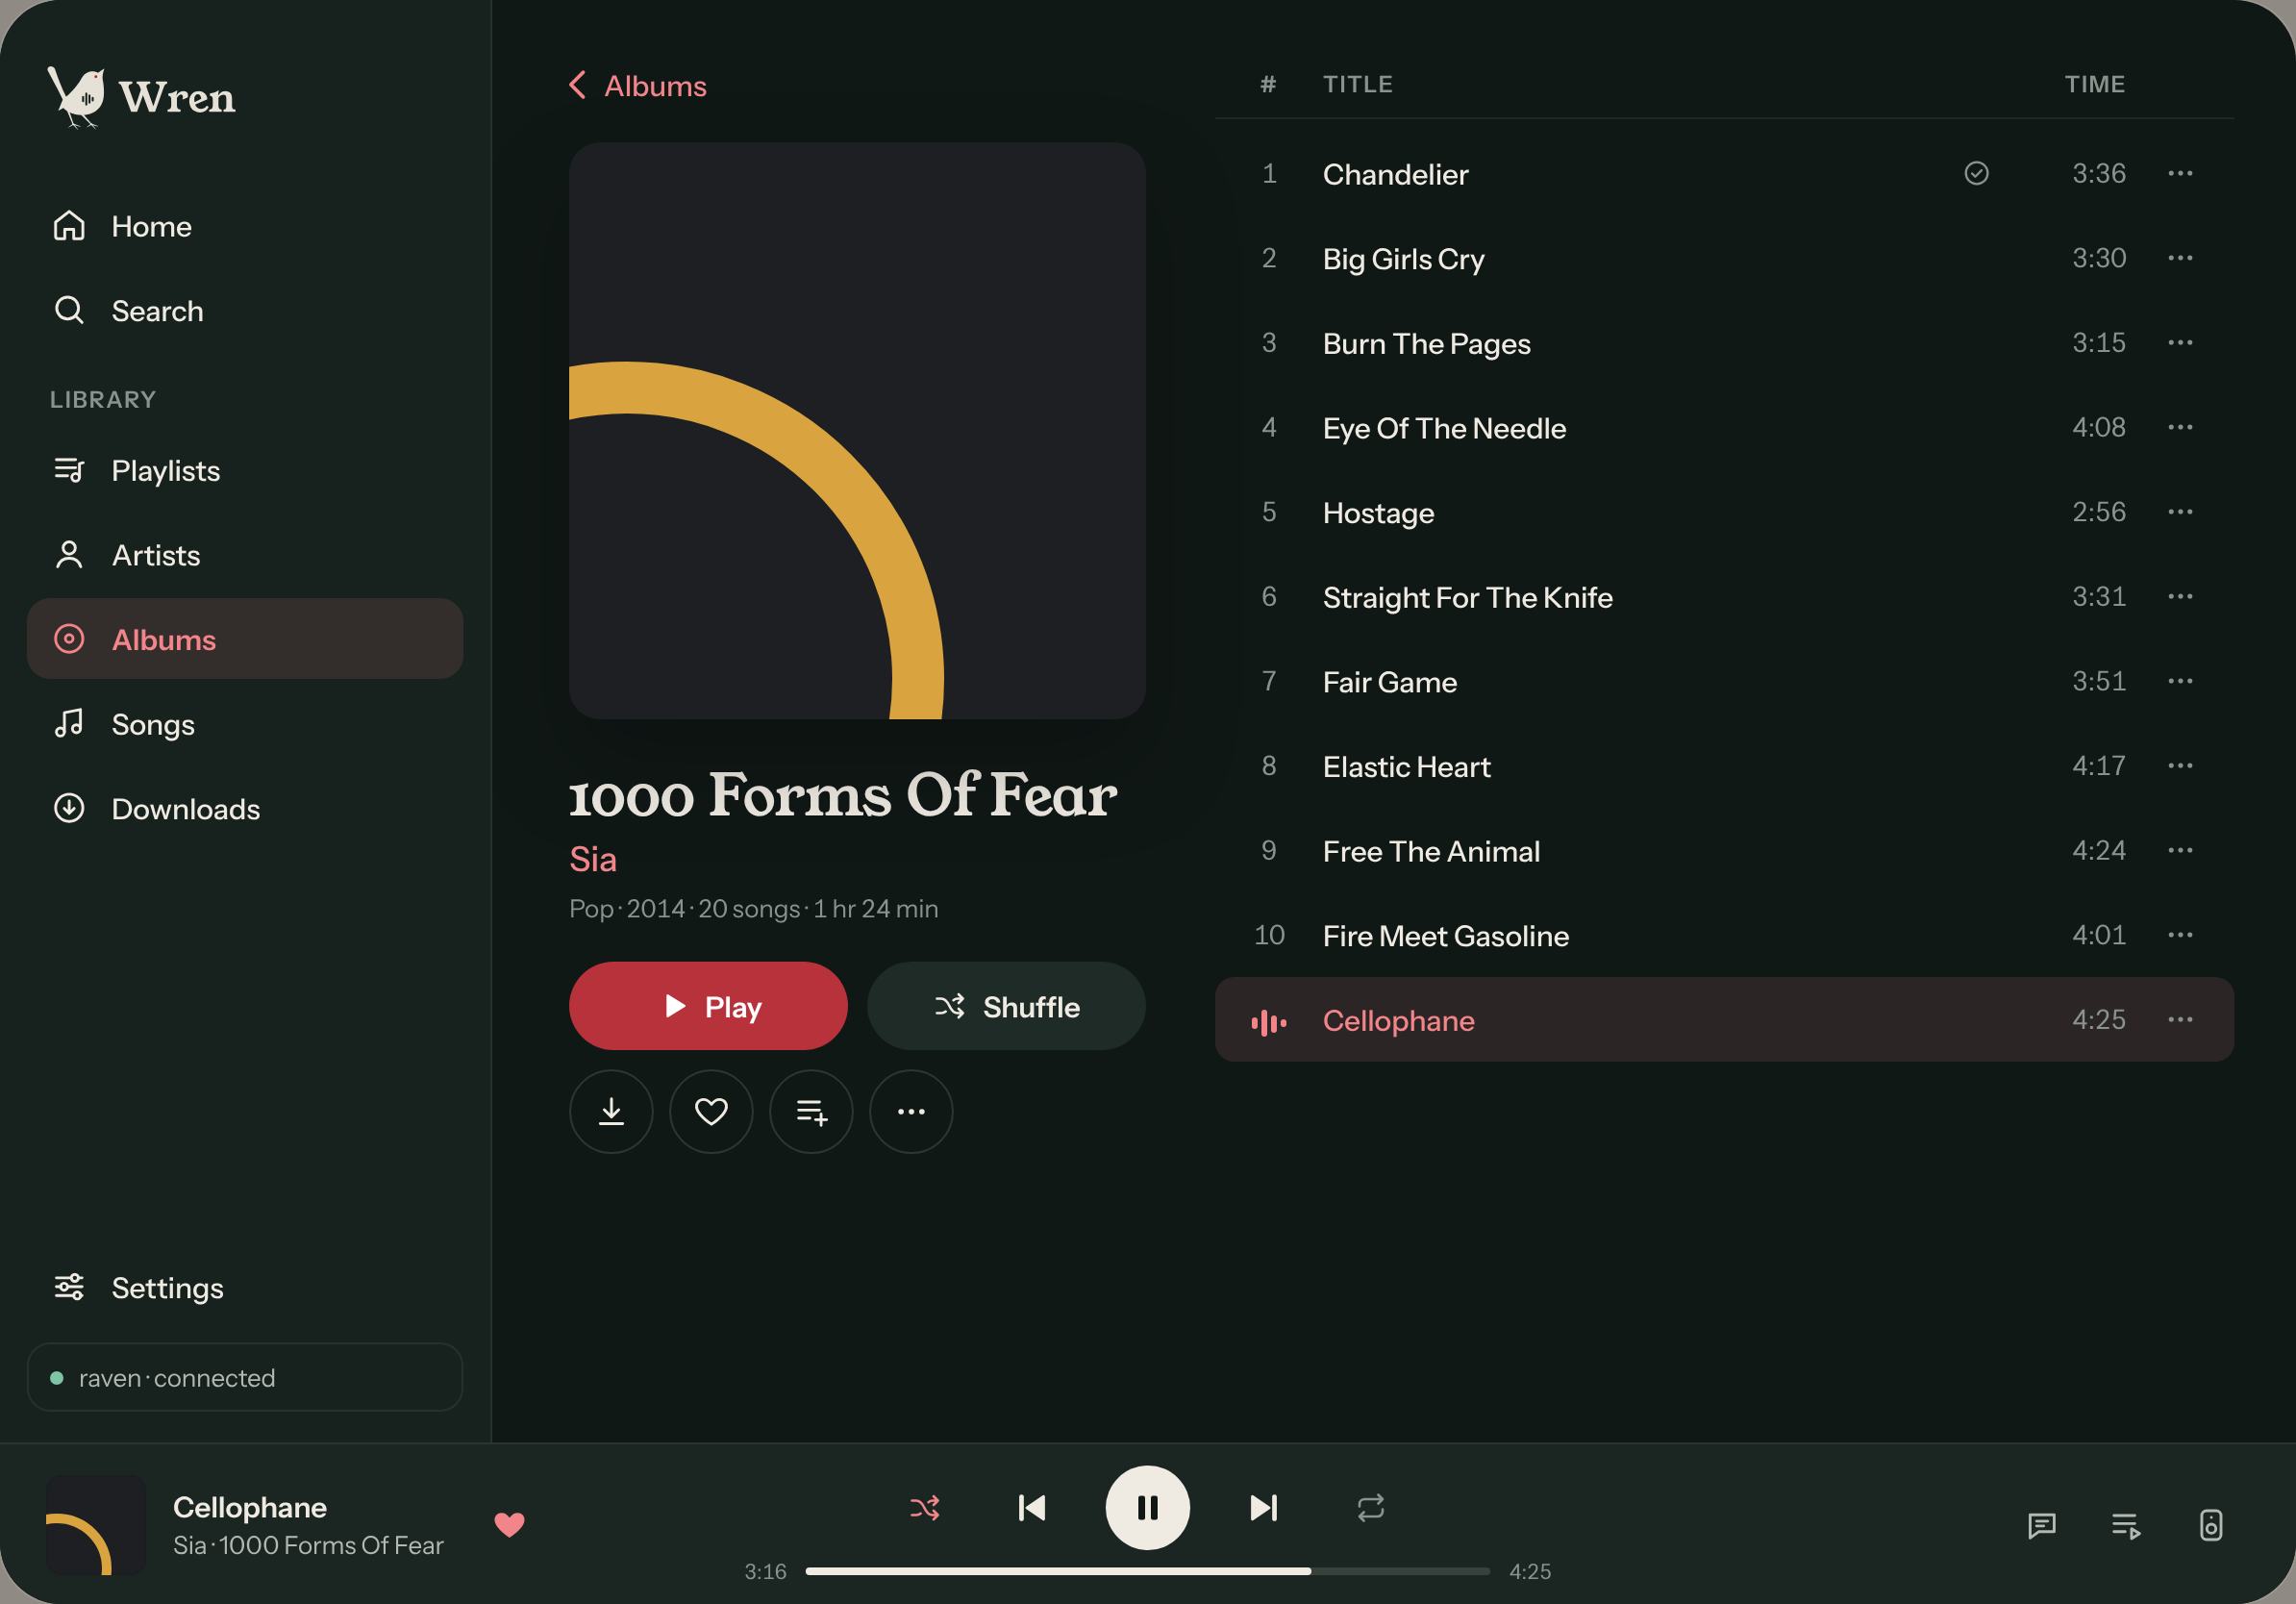 Wren
Home
Search
LIBRARY
Playlists
Artists
Albums
Songs
Downloads
Settings
raven · connected
Albums
1000 Forms Of Fear
Sia
Pop · 2014 · 20 songs · 1 hr 24 min
Play
Shuffle
# TITLE TIME
1 Chandelier 3:36
2 Big Girls Cry 3:30
3 Burn The Pages 3:15
4 Eye Of The Needle 4:08
5 Hostage 2:56
6 Straight For The Knife 3:31
7 Fair Game 3:51
8 Elastic Heart 4:17
9 Free The Animal 4:24
10 Fire Meet Gasoline 4:01
Cellophane 4:25
Cellophane
Sia · 1000 Forms Of Fear
3:16
4:25